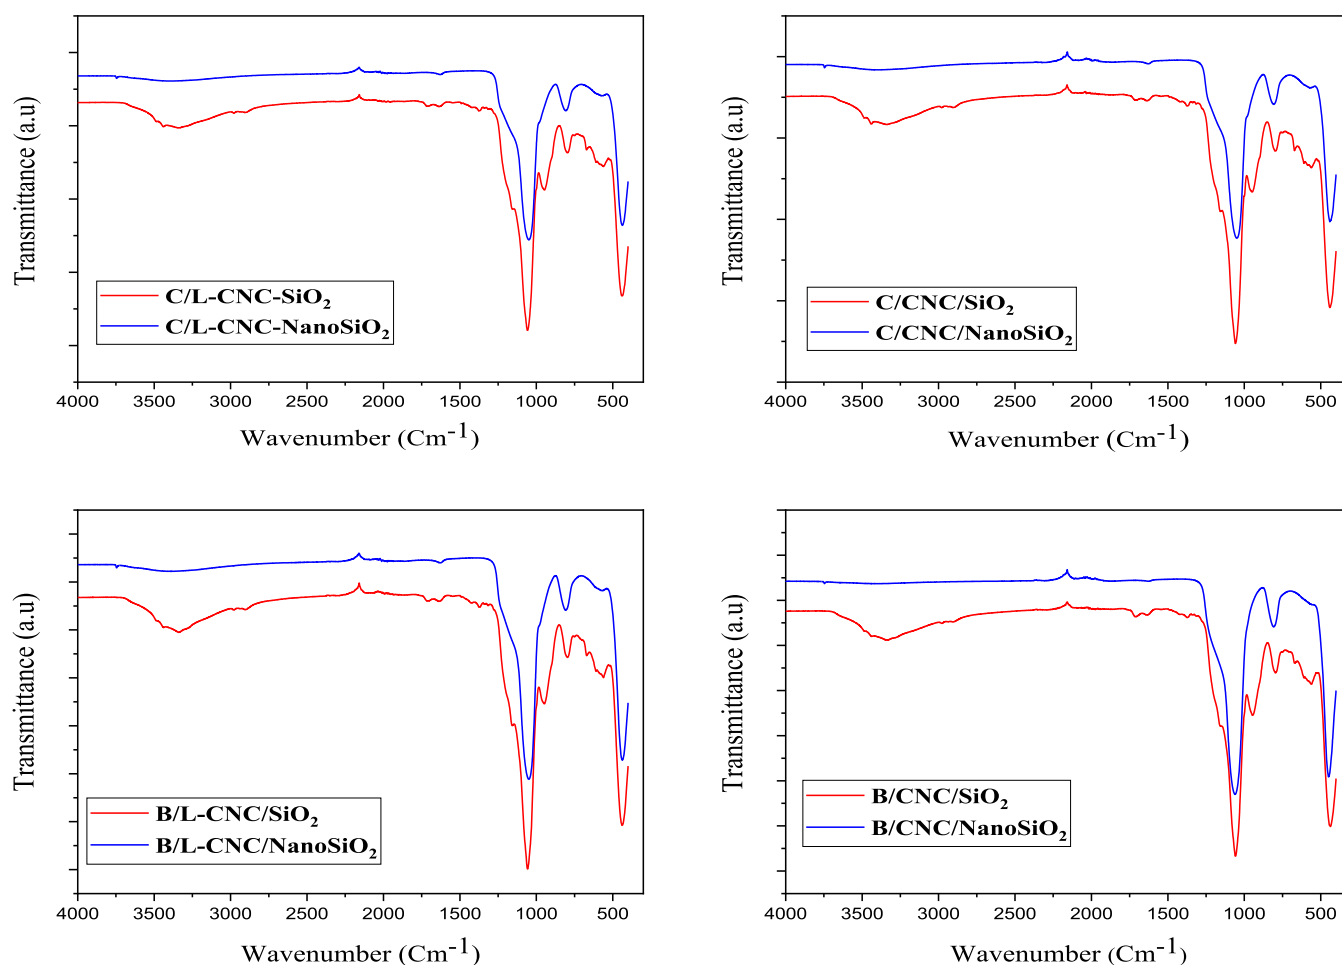 Transmittance (a.u)
C/L-CNC-SiO₂
C/L-CNC-NanoSiO₂
4000 3500 3000 2500 2000 1500 1000 500
Wavenumber (Cm⁻¹)
Transmittance (a.u)
C/CNC/SiO₂
C/CNC/NanoSiO₂
4000 3500 3000 2500 2000 1500 1000 500
Wavenumber (Cm⁻¹)
Transmittance (a.u)
B/L-CNC/SiO₂
B/L-CNC/NanoSiO₂
4000 3500 3000 2500 2000 1500 1000 500
Wavenumber (Cm⁻¹)
Transmittance (a.u)
B/CNC/SiO₂
B/CNC/NanoSiO₂
4000 3500 3000 2500 2000 1500 1000 500
Wavenumber (Cm⁻¹)